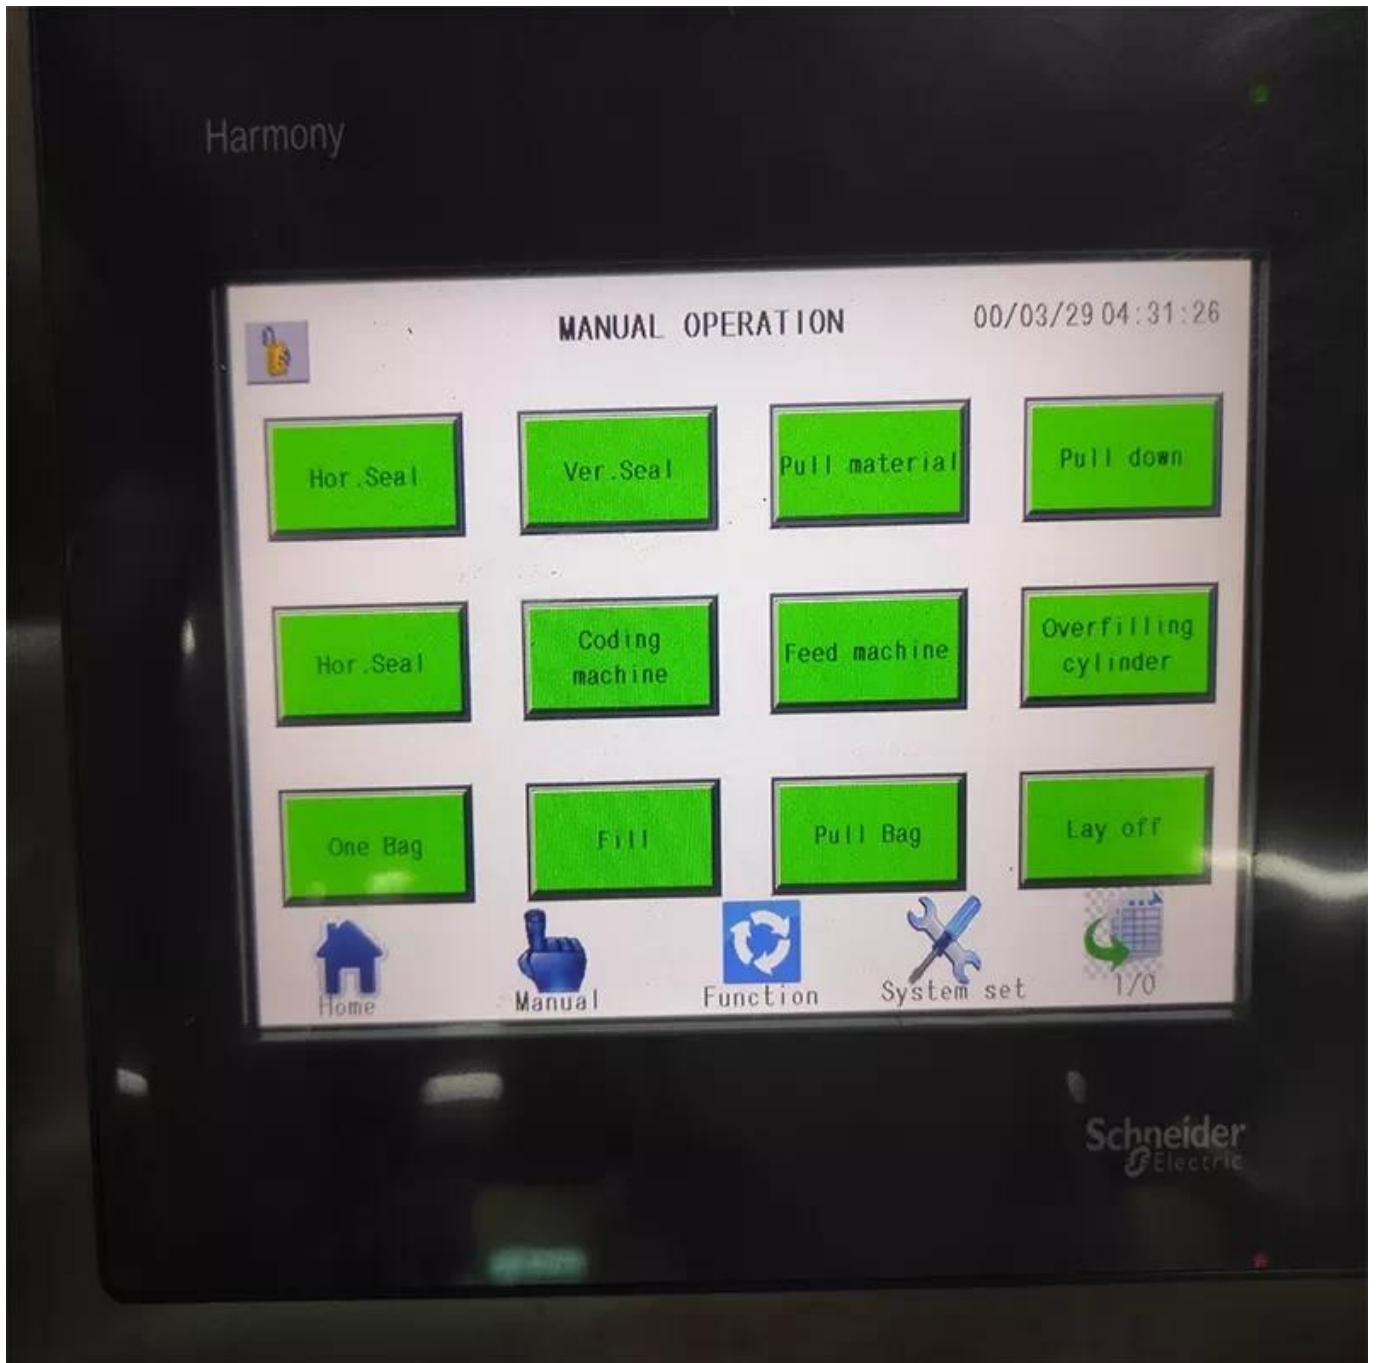 Harmony
MANUAL OPERATION
00/03/29 04:31:26
Hor.Seal
Ver.Seal
Pull material
Pull down
Hor.Seal
Coding
machine
Feed machine
Overfilling
cylinder
One Bag
Fill
Pull Bag
Lay off
Home
Manual
Function
System set
I/O
Schneider
Electric